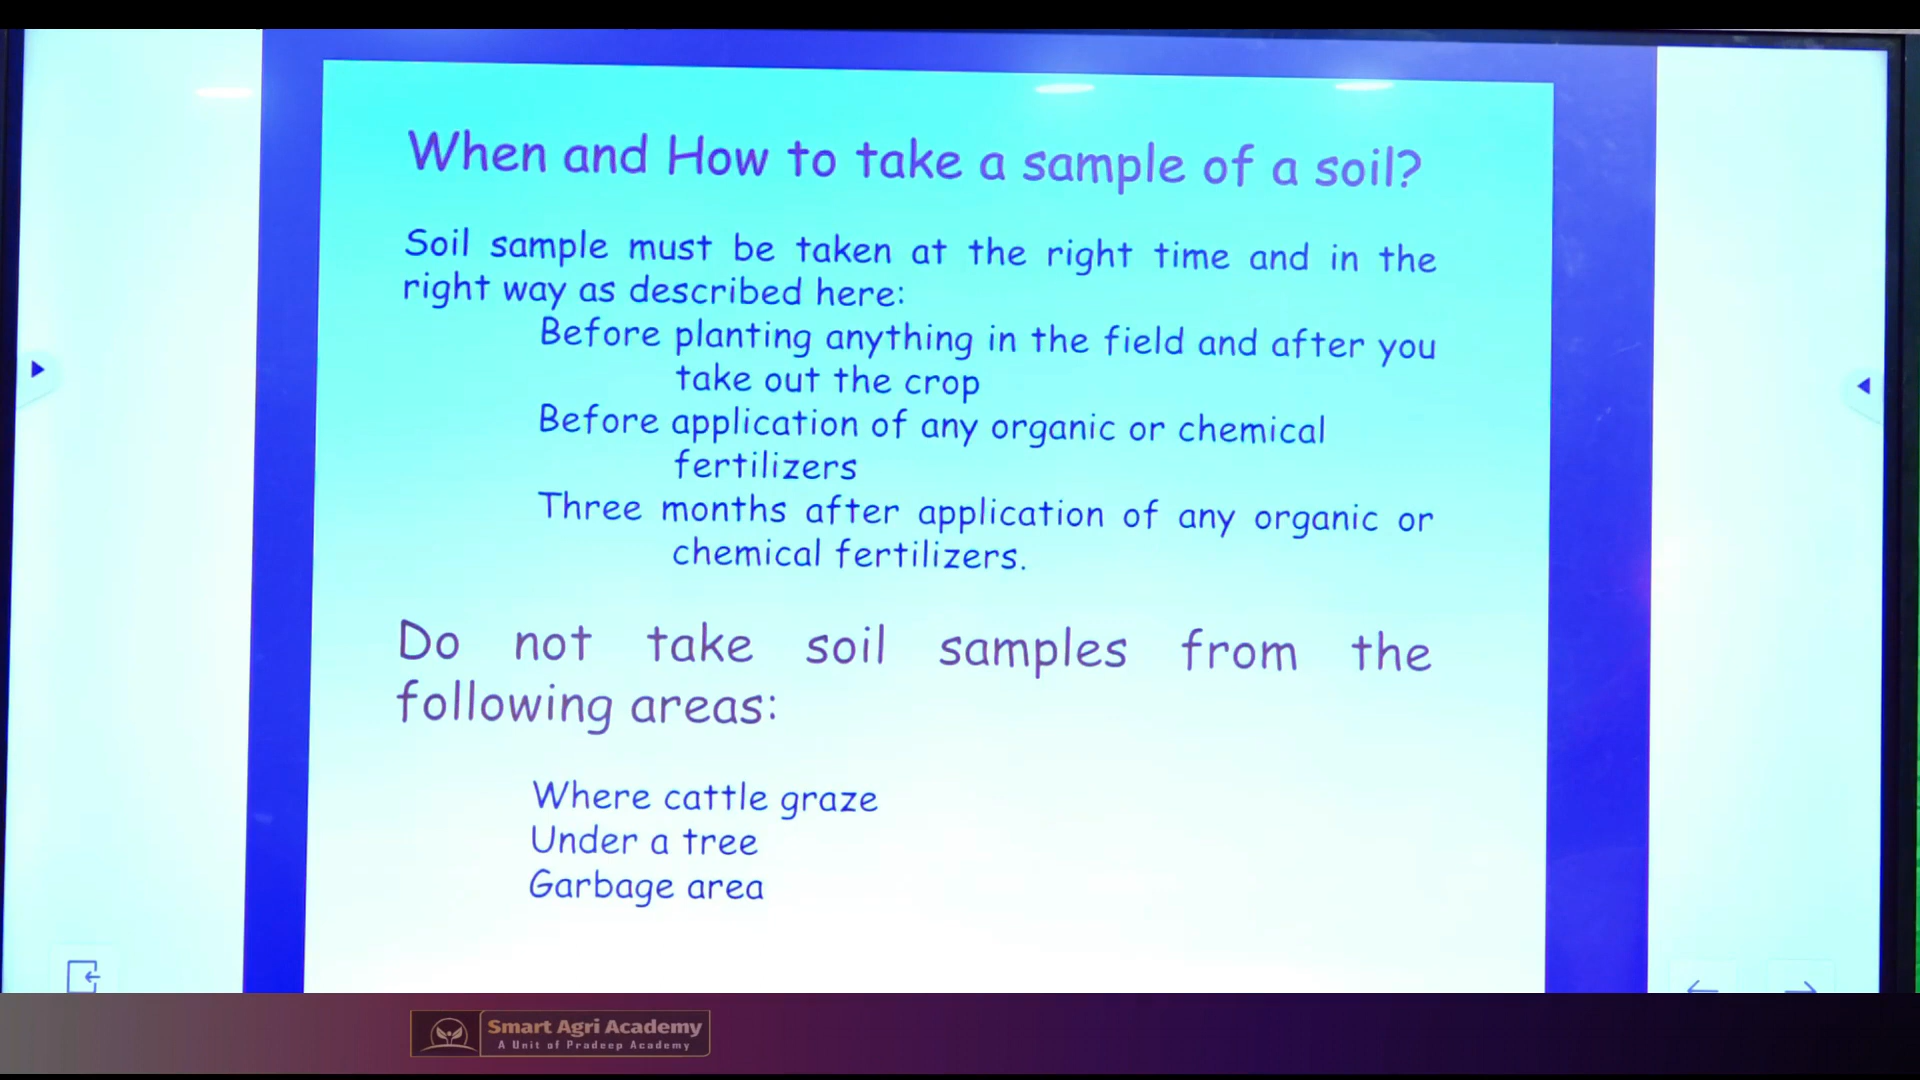 When and How to take a sample of a soil?
Soil sample must be taken at the right time and in the
right way as described here:
Before planting anything in the field and after you
take out the crop
Before application of any organic or chemical
fertilizers
Three months after application of any organic or
chemical fertilizers.
Do not take soil samples from the
following areas:
Where cattle graze
Under a tree
Garbage area
Smart Agri Academy
A Unit of Pradeep Academy